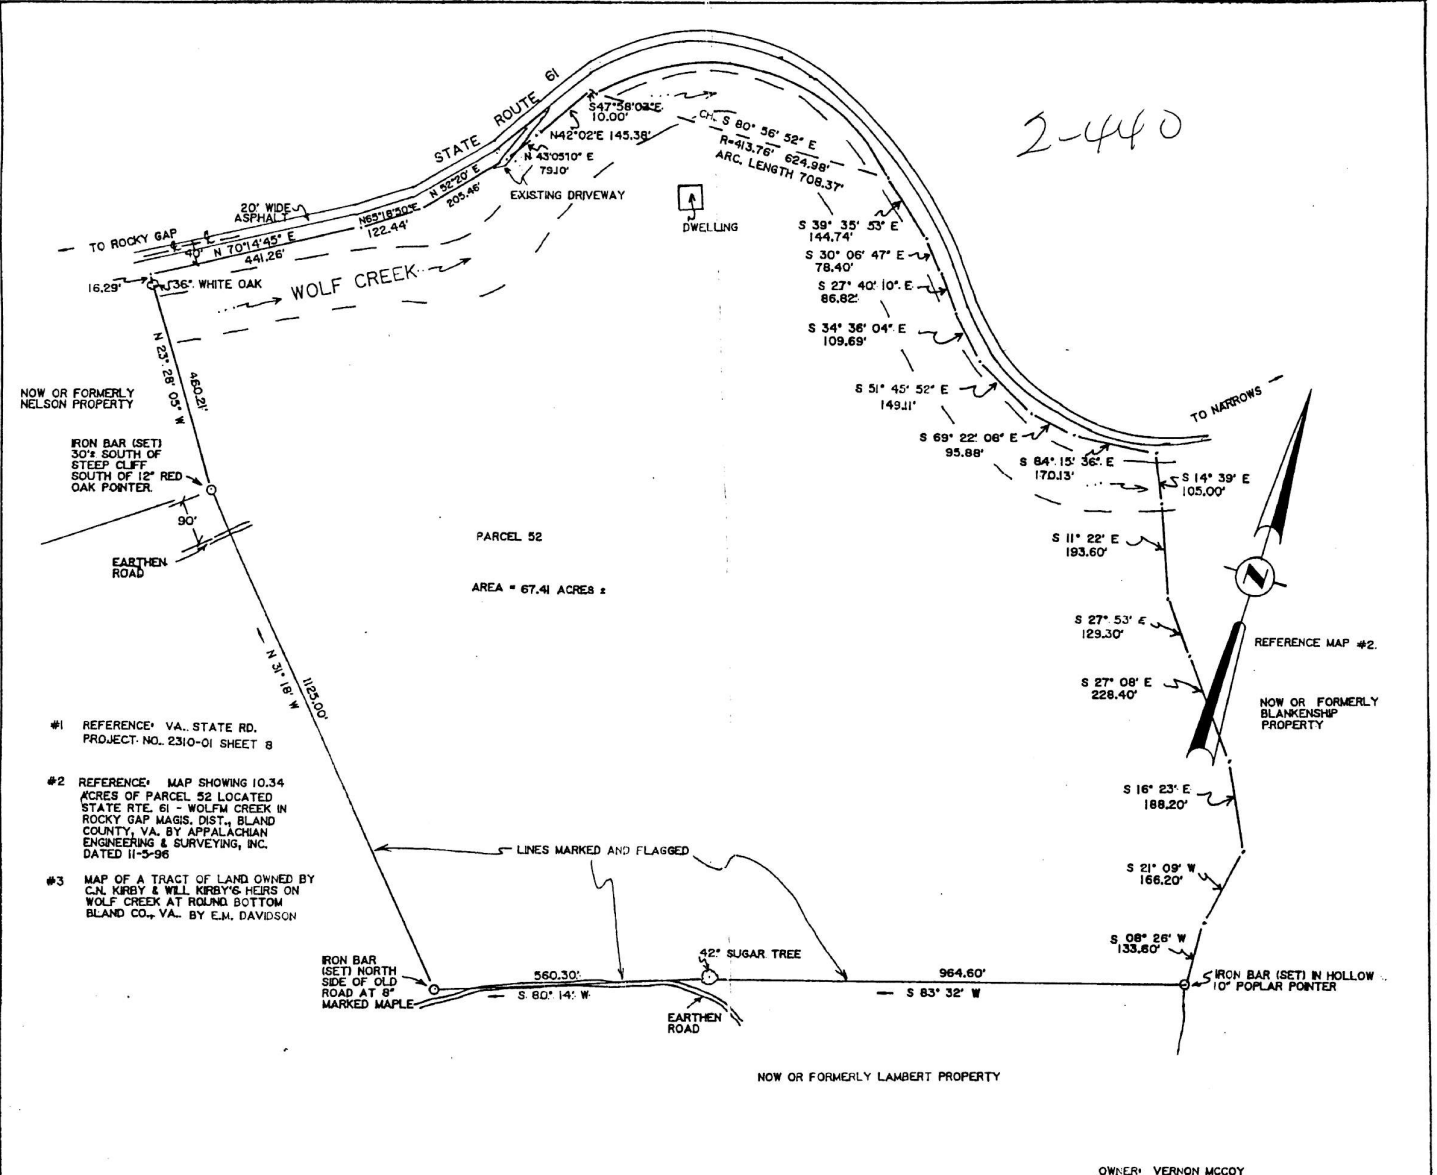 2-440
STATE ROUTE 61
S47°58'03"E
10.00'
N42°02'E 145.38'
N 43°05'10" E
79.10'
EXISTING DRIVEWAY
N 52°20' E
205.46'
N65°18'50"E
122.44'
20' WIDE
ASPHALT
TO ROCKY GAP
40'
N 70°14'45" E
441.26'
16.29'
36" WHITE OAK
WOLF CREEK
CH. S 80° 56' 52" E
624.98'
R=413.76'
ARC. LENGTH 708.37'
DWELLING
S 39° 35' 53" E
144.74'
S 30° 06' 47" E
78.40'
S 27° 40' 10" E
86.82'
S 34° 36' 04" E
109.69'
S 51° 45' 52" E
149.11'
S 69° 22' 08" E
95.88'
S 84° 15' 36" E
170.13'
TO NARROWS
S 14° 39' E
105.00'
N 23° 28' 05" W
460.21'
NOW OR FORMERLY
NELSON PROPERTY
IRON BAR (SET)
30'± SOUTH OF
STEEP CLIFF
SOUTH OF 12" RED
OAK POINTER.
90'
EARTHEN
ROAD
PARCEL 52
AREA = 67.41 ACRES ±
S 11° 22' E
193.60'
S 27° 53' E
129.30'
S 27° 08' E
228.40'
N
REFERENCE MAP #2.
NOW OR FORMERLY
BLANKENSHIP
PROPERTY
N 31° 18' W
1125.00'
#1 REFERENCE: VA. STATE RD.
PROJECT NO. 2310-01 SHEET 8
#2 REFERENCE: MAP SHOWING 10.34
ACRES OF PARCEL 52 LOCATED
STATE RTE. 61 - WOLFM CREEK IN
ROCKY GAP MAGIS. DIST., BLAND
COUNTY, VA. BY APPALACHIAN
ENGINEERING & SURVEYING, INC.
DATED 11-5-96
#3 MAP OF A TRACT OF LAND OWNED BY
C.N. KIRBY & WILL KIRBY'S HEIRS ON
WOLF CREEK AT ROUND BOTTOM
BLAND CO., VA. BY E.M. DAVIDSON
S 16° 23' E
188.20'
LINES MARKED AND FLAGGED
S 21° 09' W
166.20'
S 08° 26' W
133.60'
IRON BAR
(SET) NORTH
SIDE OF OLD
ROAD AT 8"
MARKED MAPLE
560.30'
S 80° 14' W
42" SUGAR TREE
964.60'
S 83° 32' W
IRON BAR (SET) IN HOLLOW
10" POPLAR POINTER
EARTHEN
ROAD
NOW OR FORMERLY LAMBERT PROPERTY
OWNER: VERNON MCCOY